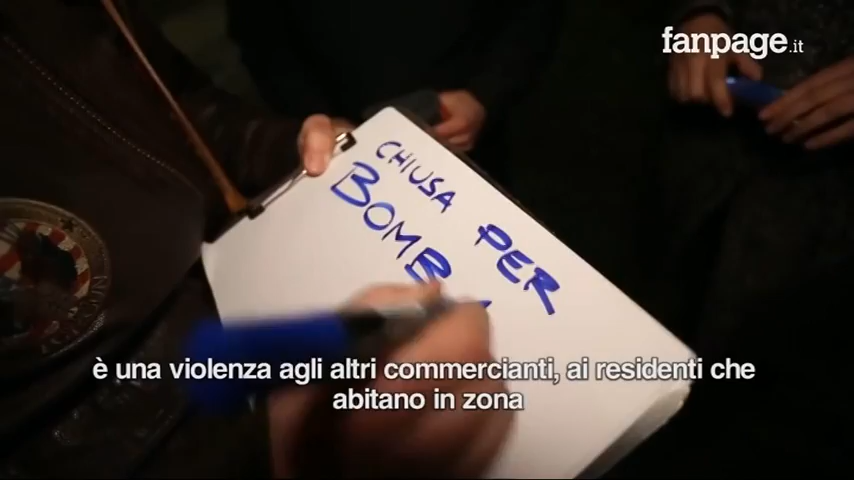 fanpage.it
CHIUSA PER
BOMB
è una violenza agli altri commercianti, ai residenti che
abitano in zona